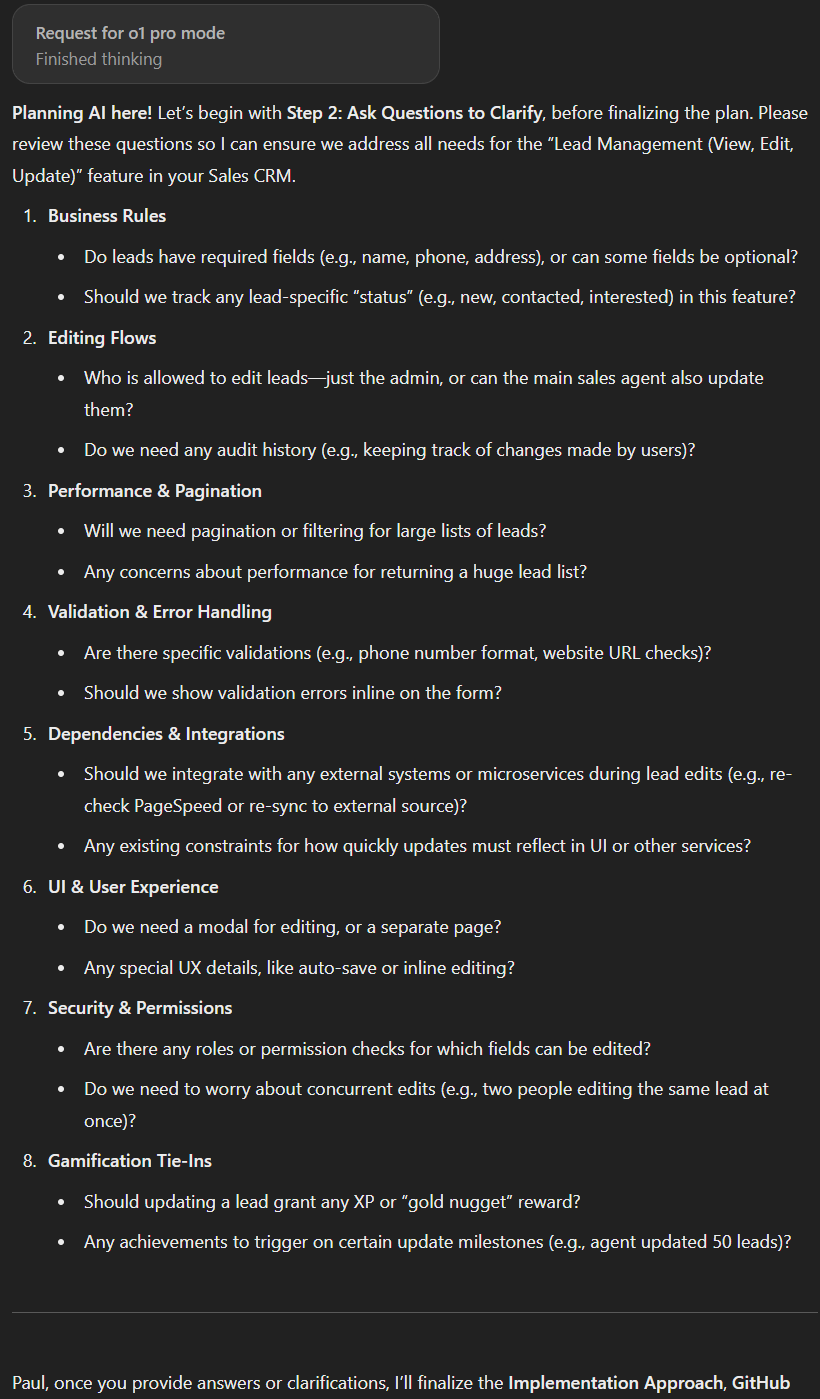 Request for o1 pro mode
Finished thinking
Planning AI here! Let’s begin with Step 2: Ask Questions to Clarify, before finalizing the plan. Please
review these questions so I can ensure we address all needs for the “Lead Management (View, Edit,
Update)” feature in your Sales CRM.
1. Business Rules
• Do leads have required fields (e.g., name, phone, address), or can some fields be optional?
• Should we track any lead-specific “status” (e.g., new, contacted, interested) in this feature?
2. Editing Flows
• Who is allowed to edit leads—just the admin, or can the main sales agent also update
them?
• Do we need any audit history (e.g., keeping track of changes made by users)?
3. Performance & Pagination
• Will we need pagination or filtering for large lists of leads?
• Any concerns about performance for returning a huge lead list?
4. Validation & Error Handling
• Are there specific validations (e.g., phone number format, website URL checks)?
• Should we show validation errors inline on the form?
5. Dependencies & Integrations
• Should we integrate with any external systems or microservices during lead edits (e.g., re-
check PageSpeed or re-sync to external source)?
• Any existing constraints for how quickly updates must reflect in UI or other services?
6. UI & User Experience
• Do we need a modal for editing, or a separate page?
• Any special UX details, like auto-save or inline editing?
7. Security & Permissions
• Are there any roles or permission checks for which fields can be edited?
• Do we need to worry about concurrent edits (e.g., two people editing the same lead at
once)?
8. Gamification Tie-Ins
• Should updating a lead grant any XP or “gold nugget” reward?
• Any achievements to trigger on certain update milestones (e.g., agent updated 50 leads)?
Paul, once you provide answers or clarifications, I’ll finalize the Implementation Approach, GitHub